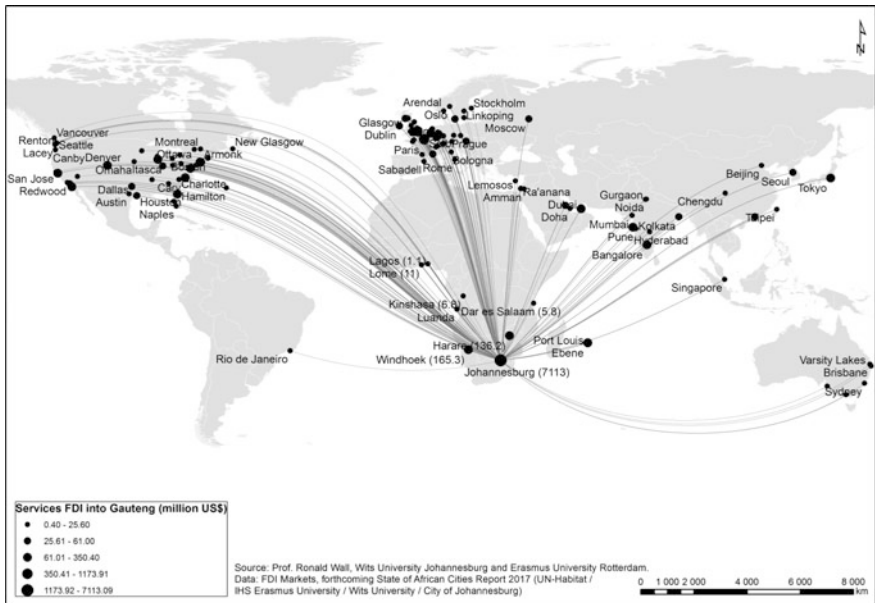 N
Arendal
Stockholm
Oslo
Linkoping
Glasgow
Moscow
Dublin
Vancouver
Renton
Seattle
Montreal
New Glasgow
Lacey
Ottawa
Armonk
Canby Denver
Paris
Prague
Omaha Itasca
Bologna
Sabadell
Rome
San Jose
Redwood
Dallas
Charlotte
Austin
Hamilton
Houston
Naples
Lemosos
Ra'anana
Amman
Beijing
Seoul
Gurgaon
Chengdu
Tokyo
Dubai
Noida
Doha
Mumbai
Kolkata
Taipei
Pune
Hyderabad
Bangalore
Lagos (1.1)
Lome (11)
Singapore
Kinshasa (6.8)
Dar es Salaam (5.8)
Luanda
Harare (136.2)
Port Louis
Ebene
Rio de Janeiro
Windhoek (165.3)
Johannesburg (7113)
Varsity Lakes
Brisbane
Sydney
Services FDI into Gauteng (million US$)
0.40 - 25.60
25.61 - 61.00
61.01 - 350.40
350.41 - 1173.91
1173.92 - 7113.09
Source: Prof. Ronald Wall, Wits University Johannesburg and Erasmus University Rotterdam.
Data: FDI Markets, forthcoming State of African Cities Report 2017 (UN-Habitat /
IHS Erasmus University / Wits University / City of Johannesburg)
0 1 000 2 000 4 000 6 000 8 000
km